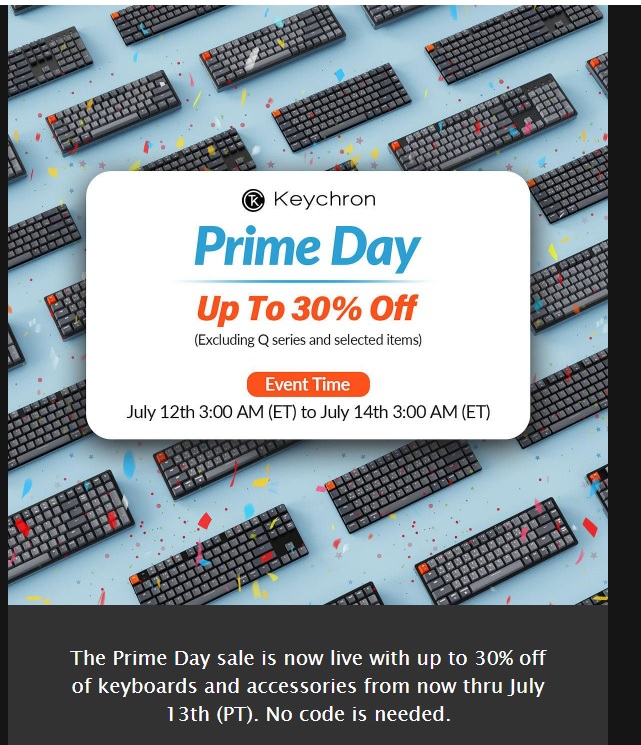 Keychron
Prime Day
Up To 30% Off
(Excluding Q series and selected items)
Event Time
July 12th 3:00 AM (ET) to July 14th 3:00 AM (ET)
The Prime Day sale is now live with up to 30% off
of keyboards and accessories from now thru July
13th (PT). No code is needed.